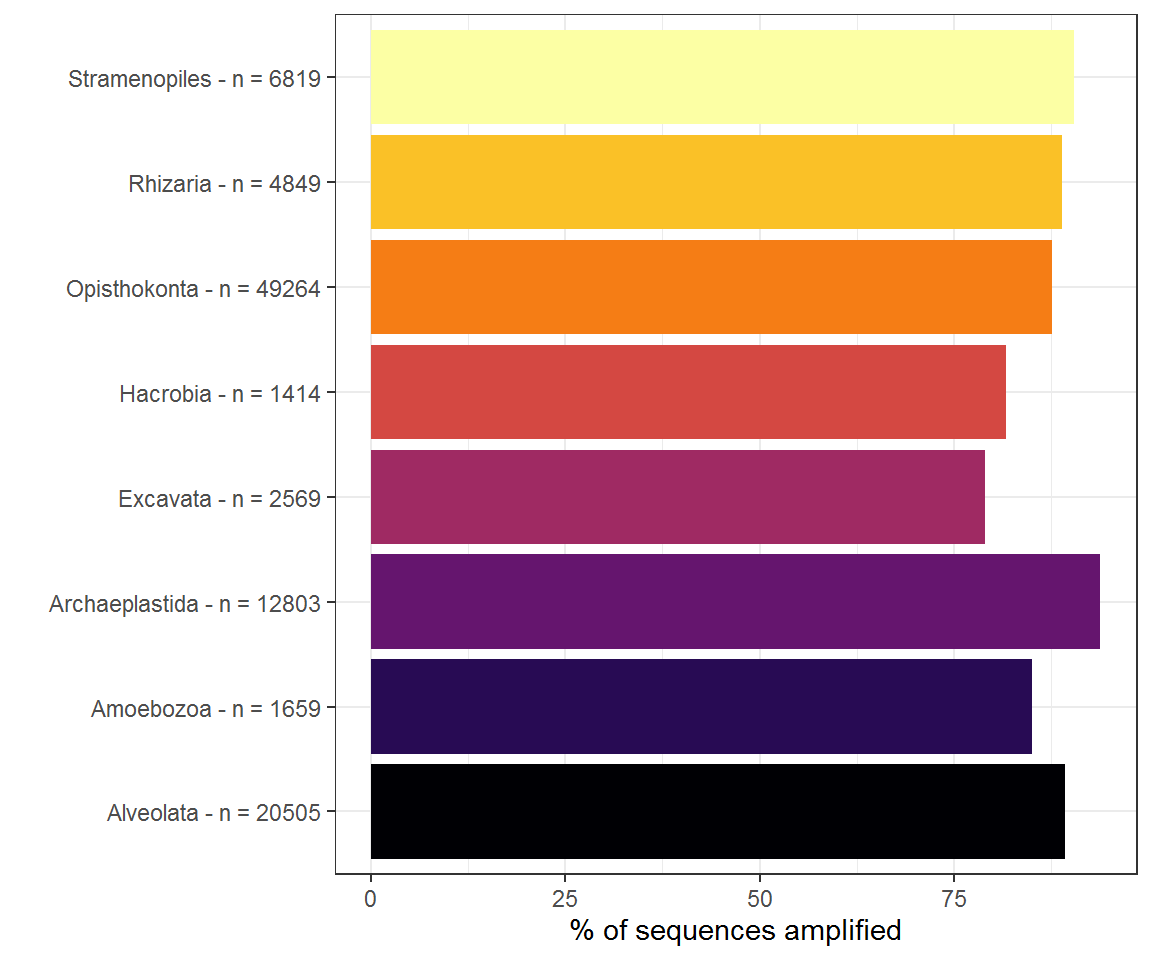 Stramenopiles - n = 6819
Rhizaria - n = 4849
Opisthokonta - n = 49264
Hacrobia - n = 1414
Excavata - n = 2569
Archaeplastida - n = 12803
Amoebozoa - n = 1659
Alveolata - n = 20505
0 25 50 75
% of sequences amplified